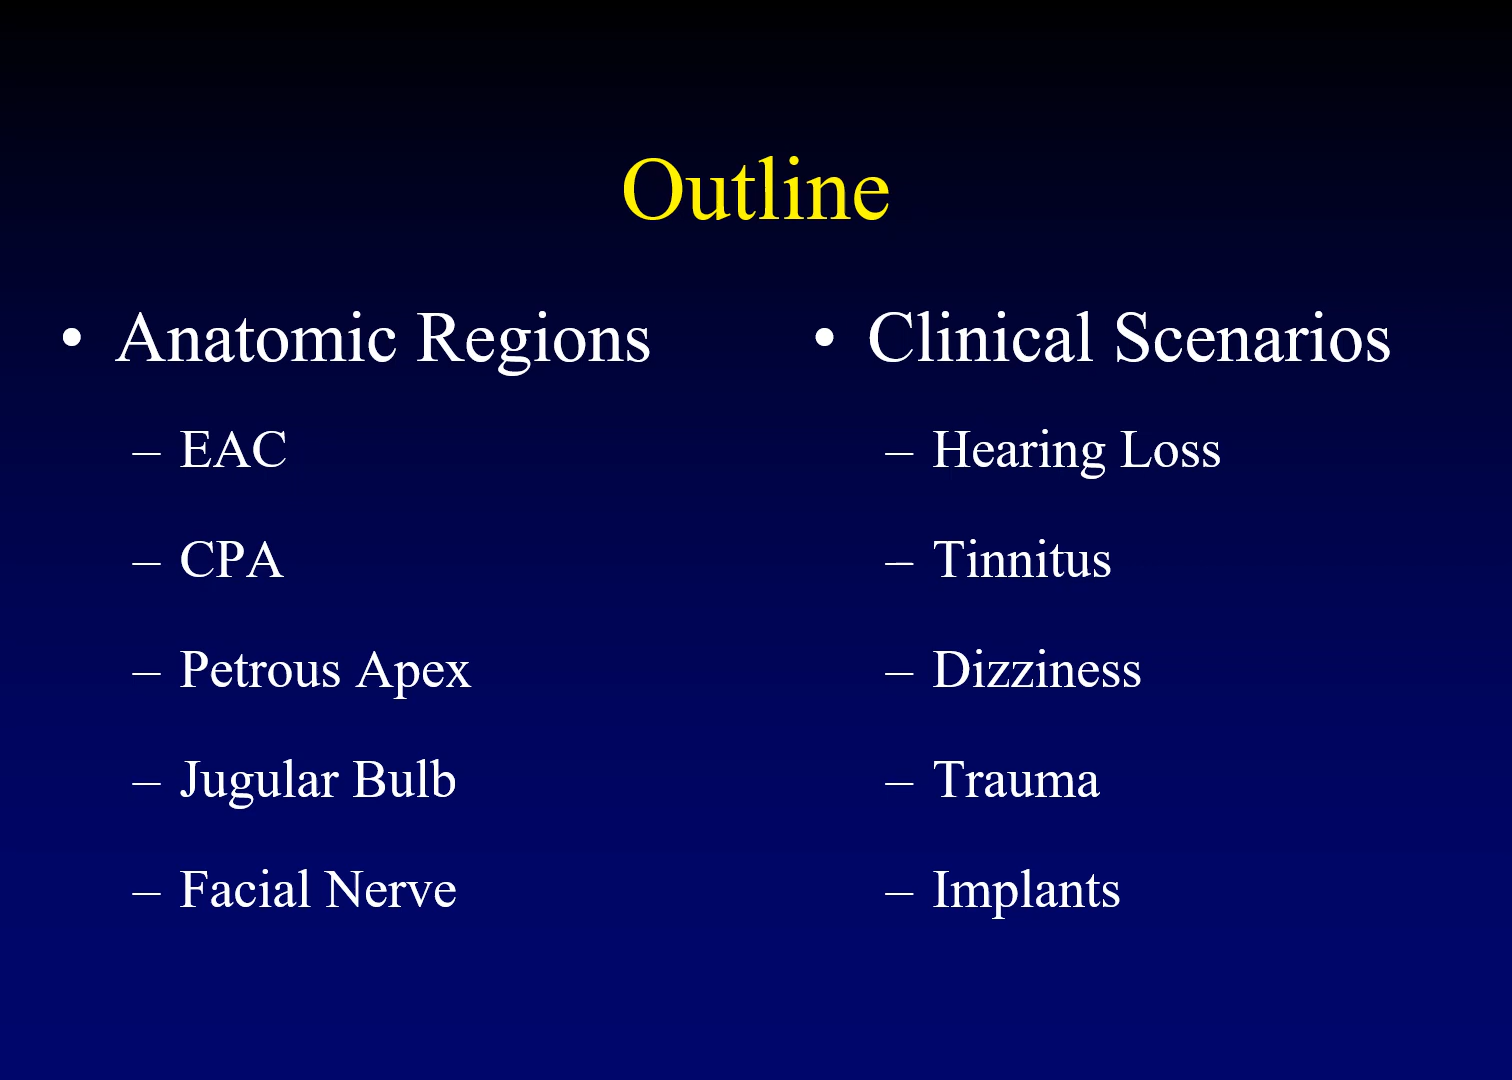 Outline
• Anatomic Regions
– EAC
– CPA
– Petrous Apex
– Jugular Bulb
– Facial Nerve
• Clinical Scenarios
– Hearing Loss
– Tinnitus
– Dizziness
– Trauma
– Implants